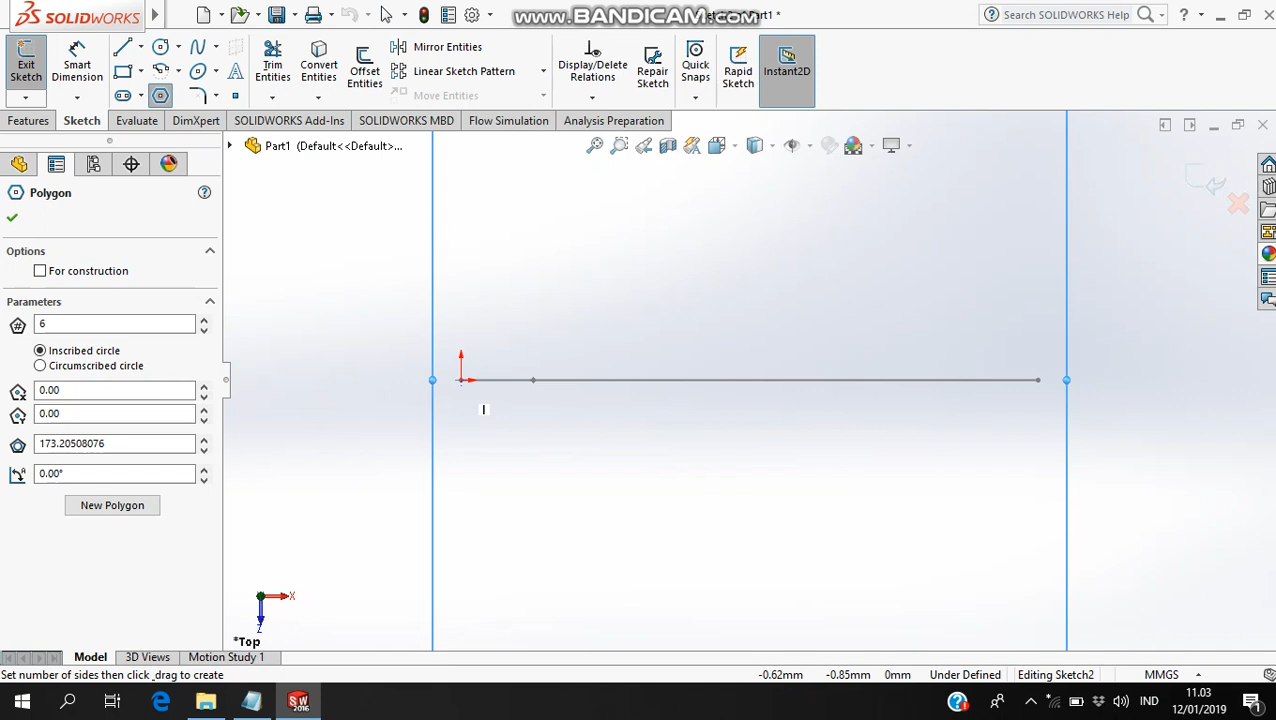 SOLIDWORKS
www.BANDICAM.com
Part1 *
Search SOLIDWORKS Help
?
Exit Sketch
Smart Dimension
Trim Entities
Convert Entities
Offset Entities
Mirror Entities
Linear Sketch Pattern
Move Entities
Display/Delete Relations
Repair Sketch
Quick Snaps
Rapid Sketch
Instant2D
Features
Sketch
Evaluate
DimXpert
SOLIDWORKS Add-Ins
SOLIDWORKS MBD
Flow Simulation
Analysis Preparation
Part1 (Default<<Default>...
Polygon
?
Options
For construction
Parameters
6
Inscribed circle
Circumscribed circle
0.00
0.00
173.20508076
0.00°
New Polygon
X
Z
*Top
Model
3D Views
Motion Study 1
Set number of sides then click _drag to create
-0.62mm
-0.85mm
0mm
Under Defined
Editing Sketch2
MMGS
SW
2016
IND
11.03
12/01/2019